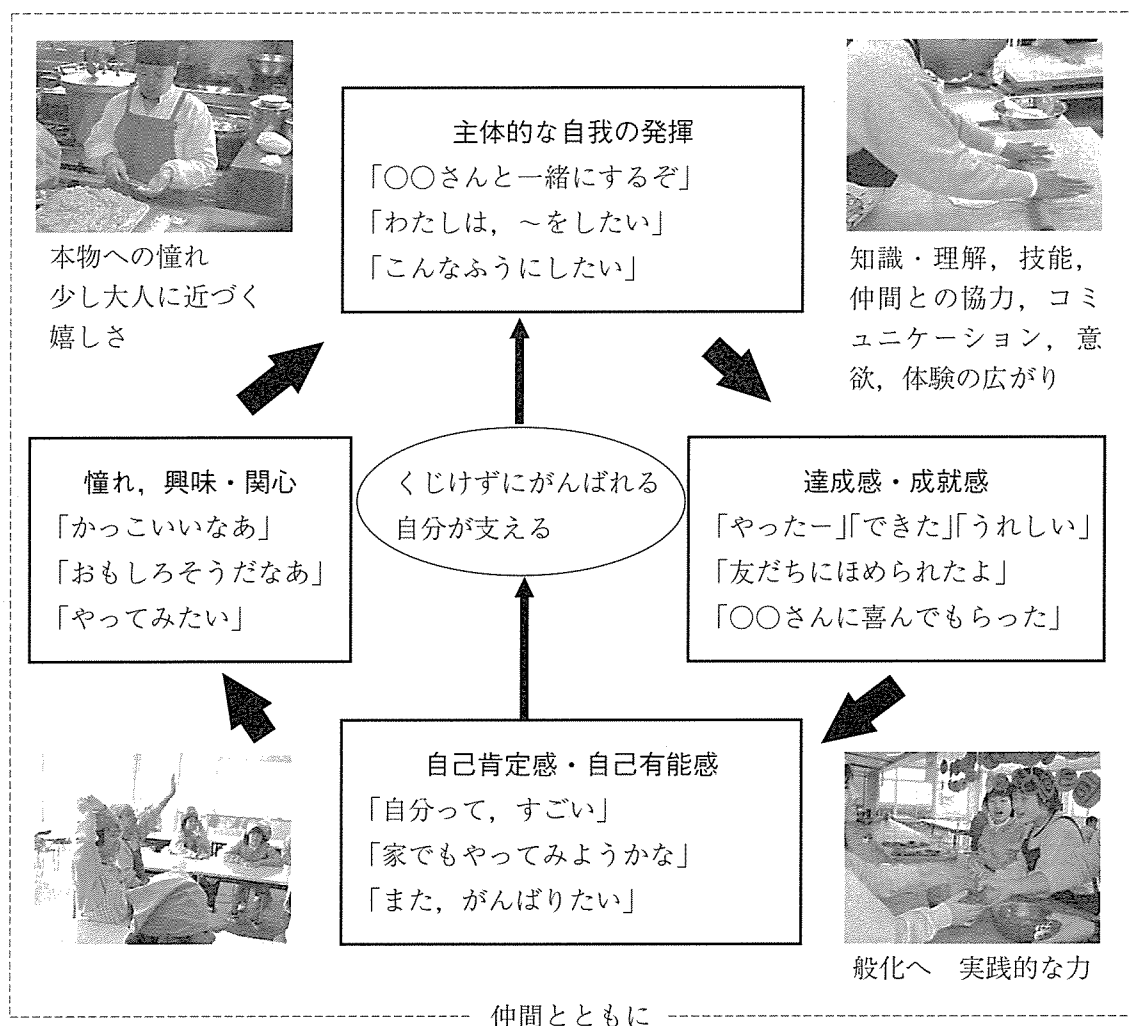 主体的な自我の発揮
「○○さんと一緒にするぞ」
「わたしは，～をしたい」
「こんなふうにしたい」
本物への憧れ
少し大人に近づく
嬉しさ
知識・理解，技能，
仲間との協力，コミ
ュニケーション，意
欲，体験の広がり
憧れ，興味・関心
「かっこいいなあ」
「おもしろそうだなあ」
「やってみたい」
くじけずにがんばれる
自分が支える
達成感・成就感
「やったー」「できた」「うれしい」
「友だちにほめられたよ」
「○○さんに喜んでもらった」
自己肯定感・自己有能感
「自分って，すごい」
「家でもやってみようかな」
「また，がんばりたい」
般化へ　実践的な力
仲間とともに